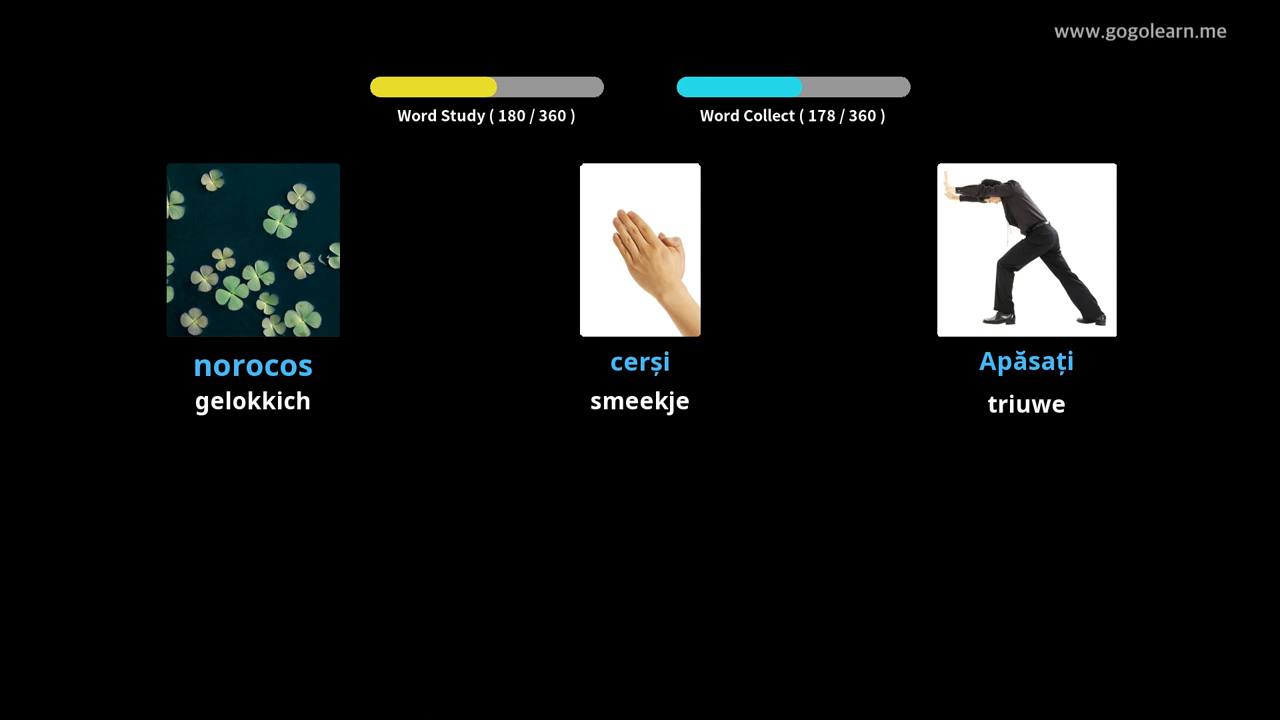 www.gogolearn.me
Word Study ( 180 / 360 )
Word Collect ( 178 / 360 )
norocos
cerși
Apăsați
gelokkich
smeekje
triuwe